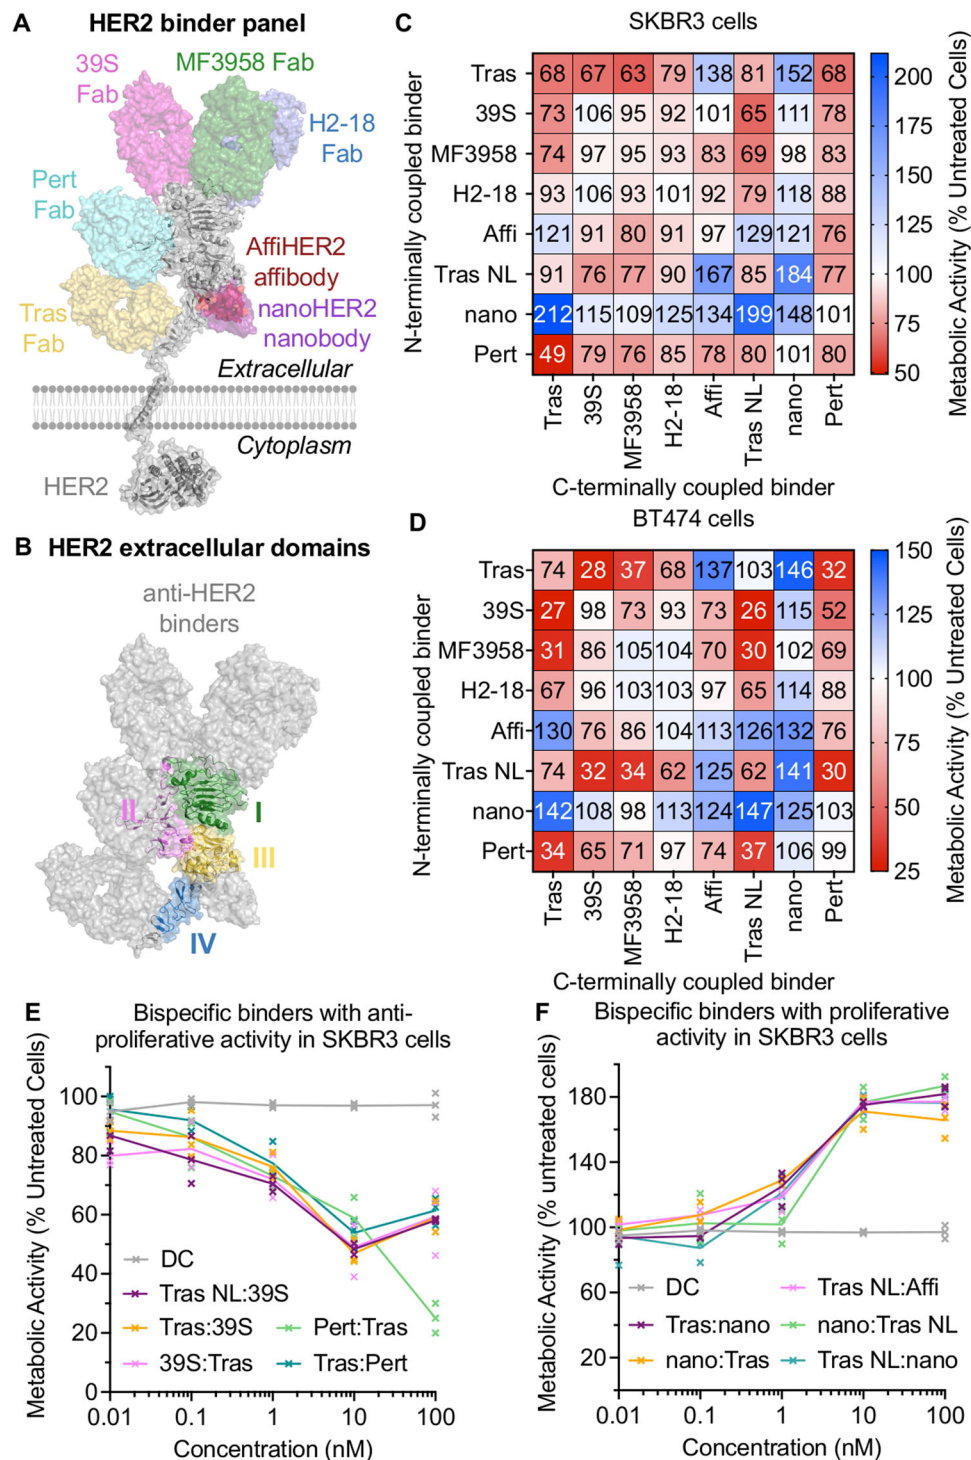 A HER2 binder panel
39S
Fab
MF3958 Fab
H2-18
Fab
Pert
Fab
AffiHER2
affibody
nanoHER2
nanobody
Tras
Fab
Extracellular
Cytoplasm
HER2
B HER2 extracellular domains
anti-HER2
binders
II
I
III
IV
C SKBR3 cells
N-terminally coupled binder
Tras 68 67 63 79 138 81 152 68
39S 73 106 95 92 101 65 111 78
MF3958 74 97 95 93 83 69 98 83
H2-18 93 106 93 101 92 79 118 88
Affi 121 91 80 91 97 129 121 76
Tras NL 91 76 77 90 167 85 184 77
nano 212 115 109 125 134 199 148 101
Pert 49 79 76 85 78 80 101 80
Tras 39S MF3958 H2-18 Affi Tras NL nano Pert
C-terminally coupled binder
200
175
150
125
100
75
50
Metabolic Activity (% Untreated Cells)
D BT474 cells
N-terminally coupled binder
Tras 74 28 37 68 137 103 146 32
39S 27 98 73 93 73 26 115 52
MF3958 31 86 105 104 70 30 102 69
H2-18 67 96 103 103 97 65 114 88
Affi 130 76 86 104 113 126 132 76
Tras NL 74 32 34 62 125 62 141 30
nano 142 108 98 113 124 147 125 103
Pert 34 65 71 97 74 37 106 99
Tras 39S MF3958 H2-18 Affi Tras NL nano Pert
C-terminally coupled binder
150
125
100
75
50
25
Metabolic Activity (% Untreated Cells)
E Bispecific binders with anti-
proliferative activity in SKBR3 cells
Metabolic Activity (% Untreated Cells)
100
80
60
40
20
0
DC
Tras NL:39S
Tras:39S Pert:Tras
39S:Tras Tras:Pert
0.01 0.1 1 10 100
Concentration (nM)
F Bispecific binders with proliferative
activity in SKBR3 cells
Metabolic Activity (% untreated cells)
180
140
100
60
20
DC Tras NL:Affi
Tras:nano nano:Tras NL
nano:Tras Tras NL:nano
0.01 0.1 1 10 100
Concentration (nM)